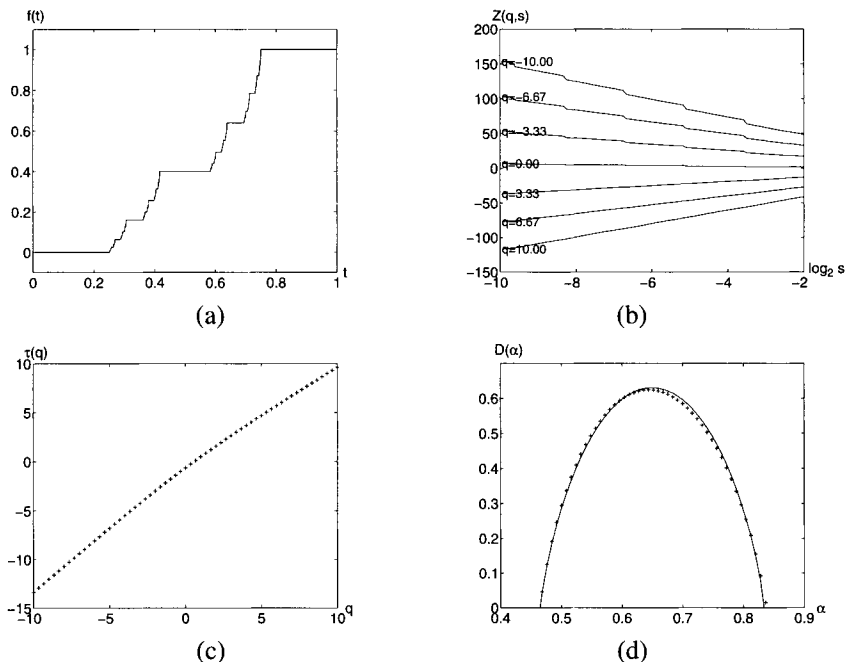 f(t)
1
0.8
0.6
0.4
0.2
0
0 0.2 0.4 0.6 0.8 1
t
(a)
Z(q,s)
200
150
100
50
0
-50
-100
-150
q=-10.00
q=-6.67
q=-3.33
q=0.00
q=3.33
q=6.67
q=10.00
-10 -8 -6 -4 -2
log2 s
(b)
τ(q)
10
5
0
-5
-10
-15
-10 -5 0 5 10
q
(c)
D(α)
0.6
0.5
0.4
0.3
0.2
0.1
0
0.4 0.5 0.6 0.7 0.8 0.9
α
(d)